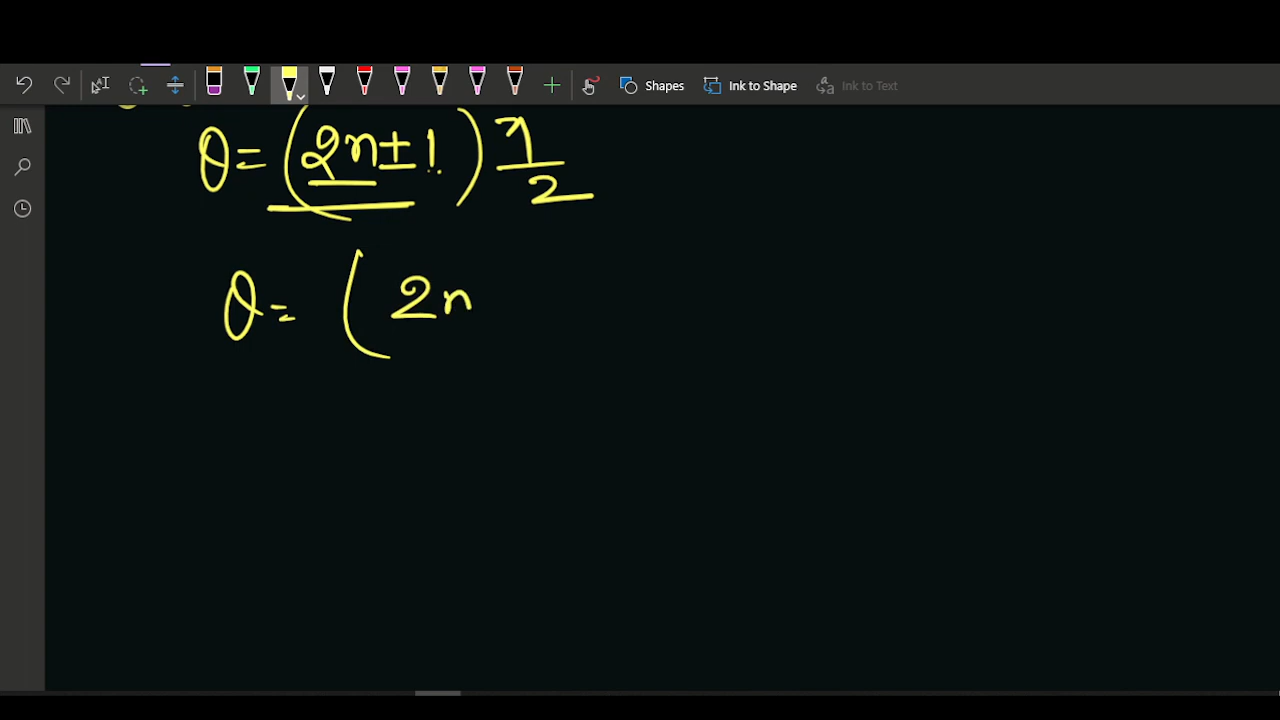 Shapes Ink to Shape Ink to Text
θ = (2n ± 1) π/2
θ = ( 2n